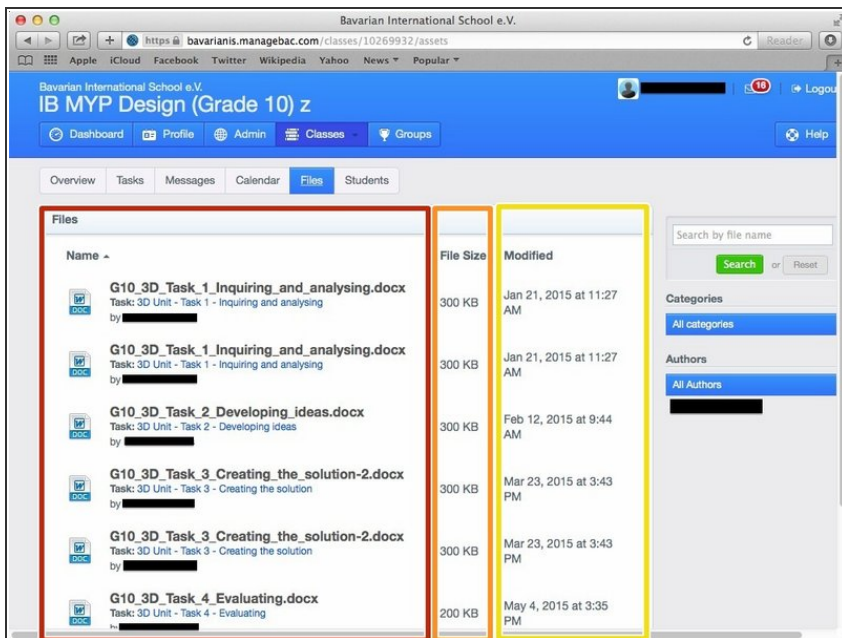 Bavarian International School e.V.
https bavarianis.managebac.com/classes/10269932/assets
Reader
Apple iCloud Facebook Twitter Wikipedia Yahoo News Popular
Bavarian International School e.V.
IB MYP Design (Grade 10) z
16
Logou
Dashboard Profile Admin Classes Groups
Help
Overview Tasks Messages Calendar Files Students
Files
Name File Size Modified
G10_3D_Task_1_Inquiring_and_analysing.docx
Task: 3D Unit - Task 1 - Inquiring and analysing
by
DOC
300 KB
Jan 21, 2015 at 11:27
AM
G10_3D_Task_1_Inquiring_and_analysing.docx
Task: 3D Unit - Task 1 - Inquiring and analysing
by
DOC
300 KB
Jan 21, 2015 at 11:27
AM
G10_3D_Task_2_Developing_ideas.docx
Task: 3D Unit - Task 2 - Developing ideas
by
DOC
300 KB
Feb 12, 2015 at 9:44
AM
G10_3D_Task_3_Creating_the_solution-2.docx
Task: 3D Unit - Task 3 - Creating the solution
by
DOC
300 KB
Mar 23, 2015 at 3:43
PM
G10_3D_Task_3_Creating_the_solution-2.docx
Task: 3D Unit - Task 3 - Creating the solution
by
DOC
300 KB
Mar 23, 2015 at 3:43
PM
G10_3D_Task_4_Evaluating.docx
Task: 3D Unit - Task 4 - Evaluating
DOC
200 KB
May 4, 2015 at 3:35
PM
Search by file name
Search or Reset
Categories
All categories
Authors
All Authors